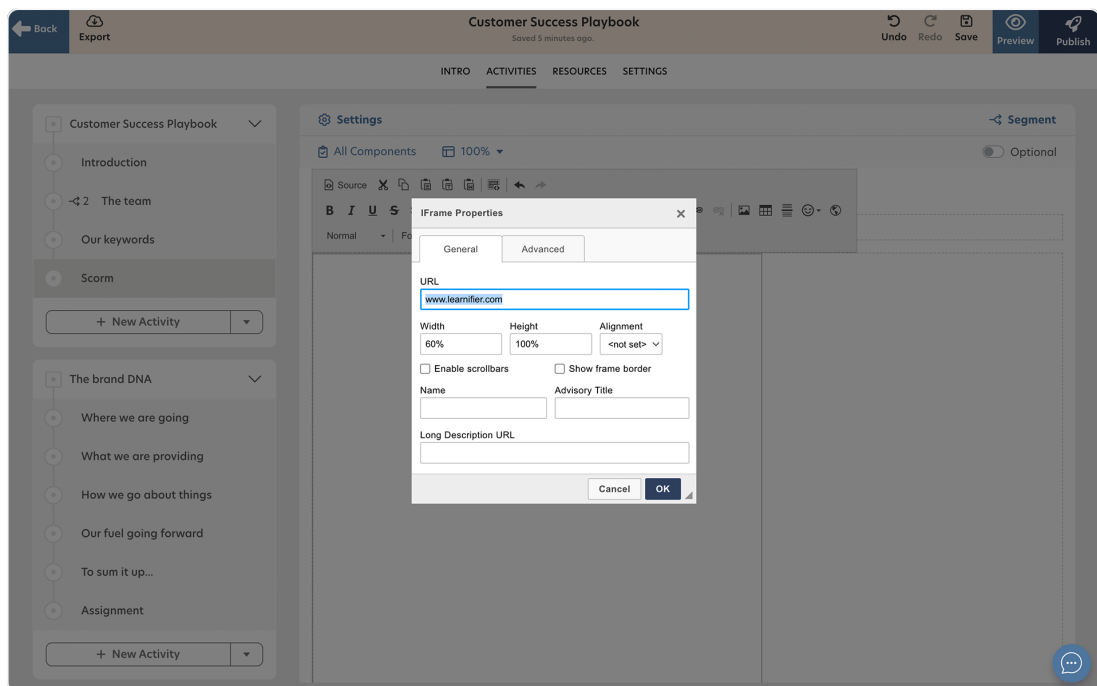 Back
Export
Customer Success Playbook
Saved 5 minutes ago.
Undo
Redo
Save
Preview
Publish
INTRO ACTIVITIES RESOURCES SETTINGS
Customer Success Playbook
Introduction
2 The team
Our keywords
Scorm
+ New Activity
The brand DNA
Where we are going
What we are providing
How we go about things
Our fuel going forward
To sum it up...
Assignment
+ New Activity
Settings
Segment
All Components
100%
Optional
Source
B I U S
Normal
IFrame Properties
General
Advanced
URL
www.learnifier.com
Width
Height
Alignment
60%
100%
<not set>
Enable scrollbars
Show frame border
Name
Advisory Title
Long Description URL
Cancel
OK